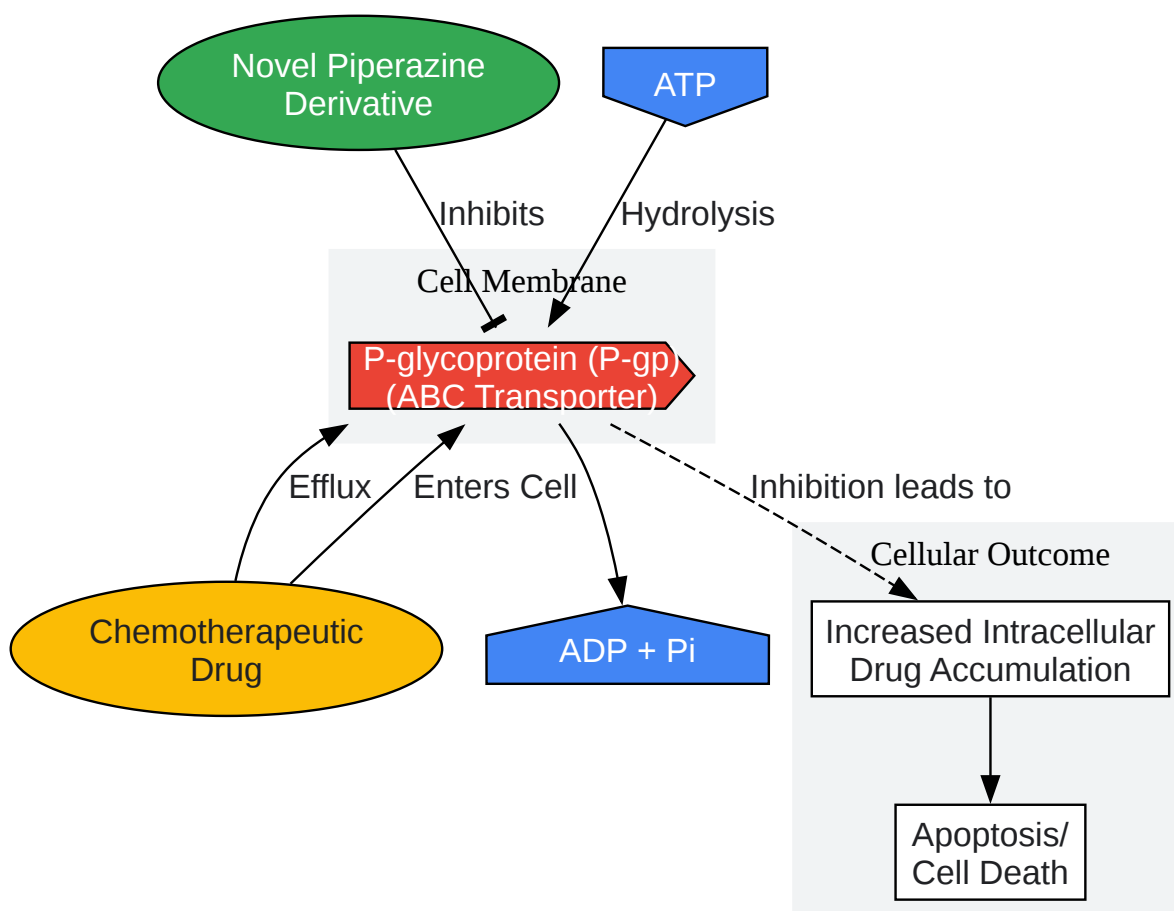 Novel Piperazine
Derivative
ATP
Inhibits
Hydrolysis
Cell Membrane
P-glycoprotein (P-gp)
(ABC Transporter)
Efflux
Enters Cell
Inhibition leads to
Cellular Outcome
Chemotherapeutic
Drug
ADP + Pi
Increased Intracellular
Drug Accumulation
Apoptosis/
Cell Death